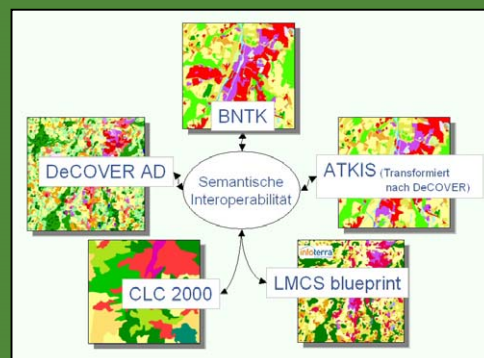 BNTK
DeCOVER AD
ATKIS (Transformiert
nach DeCOVER)
Semantische
Interoperabilität
CLC 2000
infoterra
LMCS blueprint